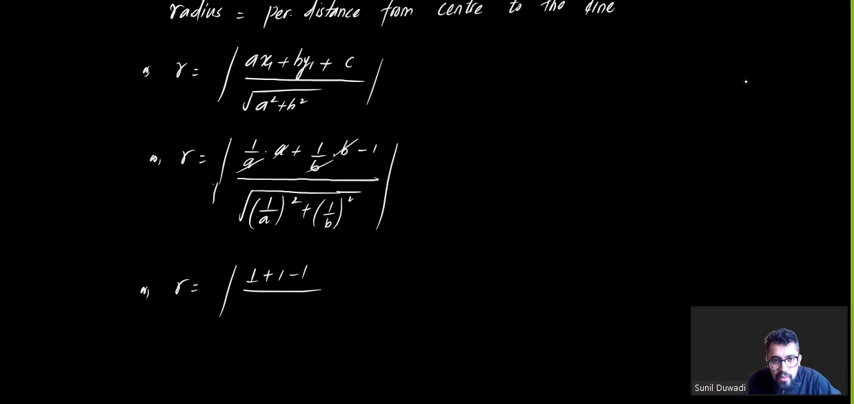 radius = per. distance from centre to the line
r = | ax₁ + by₁ + c / √a² + b² |
r = | 1/a · a + 1/b · b - 1 / √(1/a)² + (1/b)² |
r = | 1 + 1 - 1
Sunil Duwadi